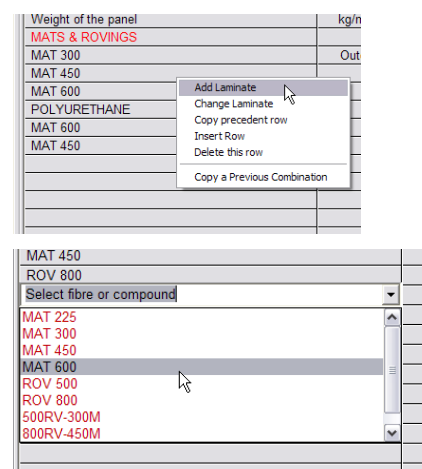 Weight of the panel kg/n
MATS & ROVINGS
MAT 300 Out
MAT 450
MAT 600
POLYURETHANE
MAT 600
MAT 450
Add Laminate
Change Laminate
Copy precedent row
Insert Row
Delete this row
Copy a Previous Combination
MAT 450
ROV 800
Select fibre or compound
MAT 225
MAT 300
MAT 450
MAT 600
ROV 500
ROV 800
500RV-300M
800RV-450M